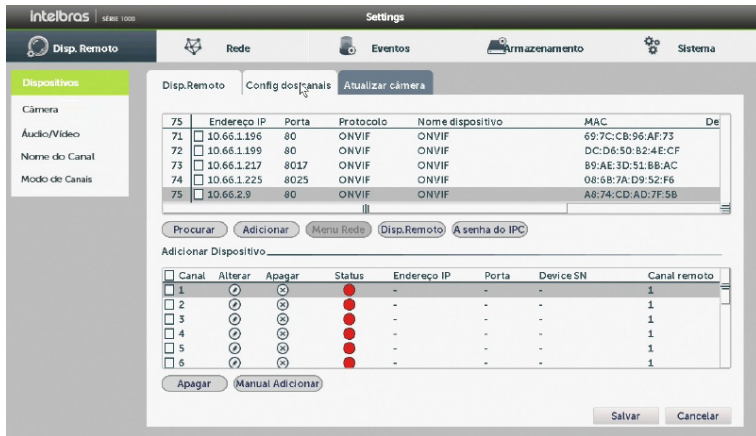 intelbras SÉRIE 1000 Settings
Disp. Remoto Rede Eventos Armazenamento Sistema
Dispositivos
Câmera
Áudio/Vídeo
Nome do Canal
Modo de Canais
Disp.Remoto Config dos canais Atualizar câmera
75 Endereço IP Porta Protocolo Nome dispositivo MAC De
71 10.66.1.196 80 ONVIF ONVIF 69:7C:CB:96:AF:73
72 10.66.1.199 80 ONVIF ONVIF DC:D6:50:B2:4E:CF
73 10.66.1.217 8017 ONVIF ONVIF B9:AE:3D:51:BB:AC
74 10.66.1.225 8025 ONVIF ONVIF 08:6B:7A:D9:52:F6
75 10.66.2.9 80 ONVIF ONVIF A8:74:CD:AD:7F:5B
Procurar Adicionar Menu Rede Disp.Remoto A senha do IPC
Adicionar Dispositivo
Canal Alterar Apagar Status Endereço IP Porta Device SN Canal remoto
1 - - - 1
2 - - - 1
3 - - - 1
4 - - - 1
5 - - - 1
6 - - - 1
Apagar Manual Adicionar
Salvar Cancelar